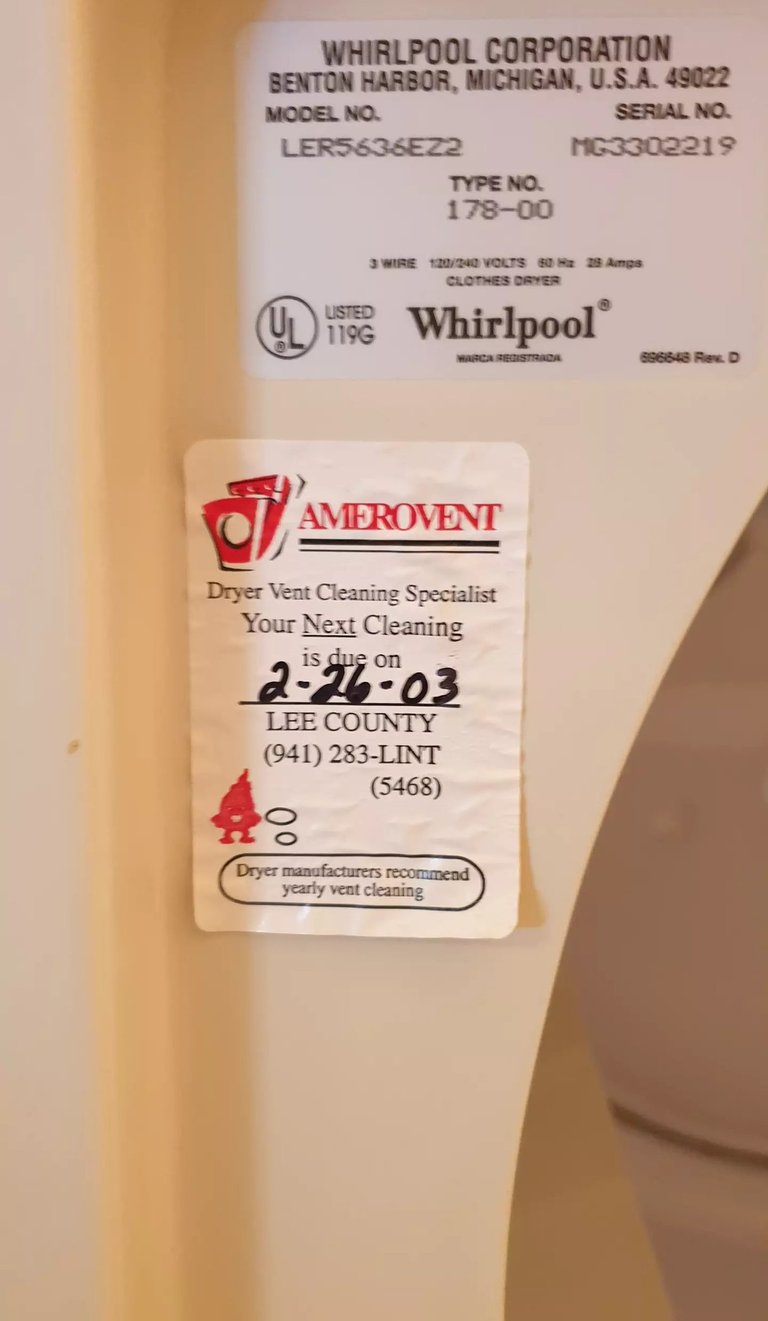 WHIRLPOOL CORPORATION
BENTON HARBOR, MICHIGAN, U.S.A. 49022
MODEL NO. SERIAL NO.
LER5636EZ2 MG3302219
TYPE NO.
178-00
3 WIRE 120/240 VOLTS 60 Hz 28 Amps
CLOTHES DRYER
UL® LISTED
119G
Whirlpool®
MARCA REGISTRADA 696648 Rev. D
AMEROVENT
Dryer Vent Cleaning Specialist
Your Next Cleaning
is due on
2-26-03
LEE COUNTY
(941) 283-LINT
(5468)
Dryer manufacturers recommend
yearly vent cleaning